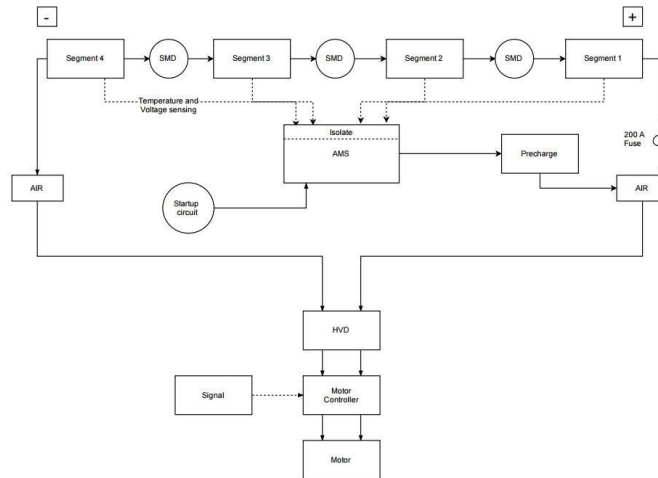 -
+
Segment 4
SMD
Segment 3
SMD
Segment 2
SMD
Segment 1
Temperature and
Voltage sensing
Isolate
AMS
200 A
Fuse
Precharge
AIR
Startup
circuit
AIR
HVD
Signal
Motor
Controller
Motor